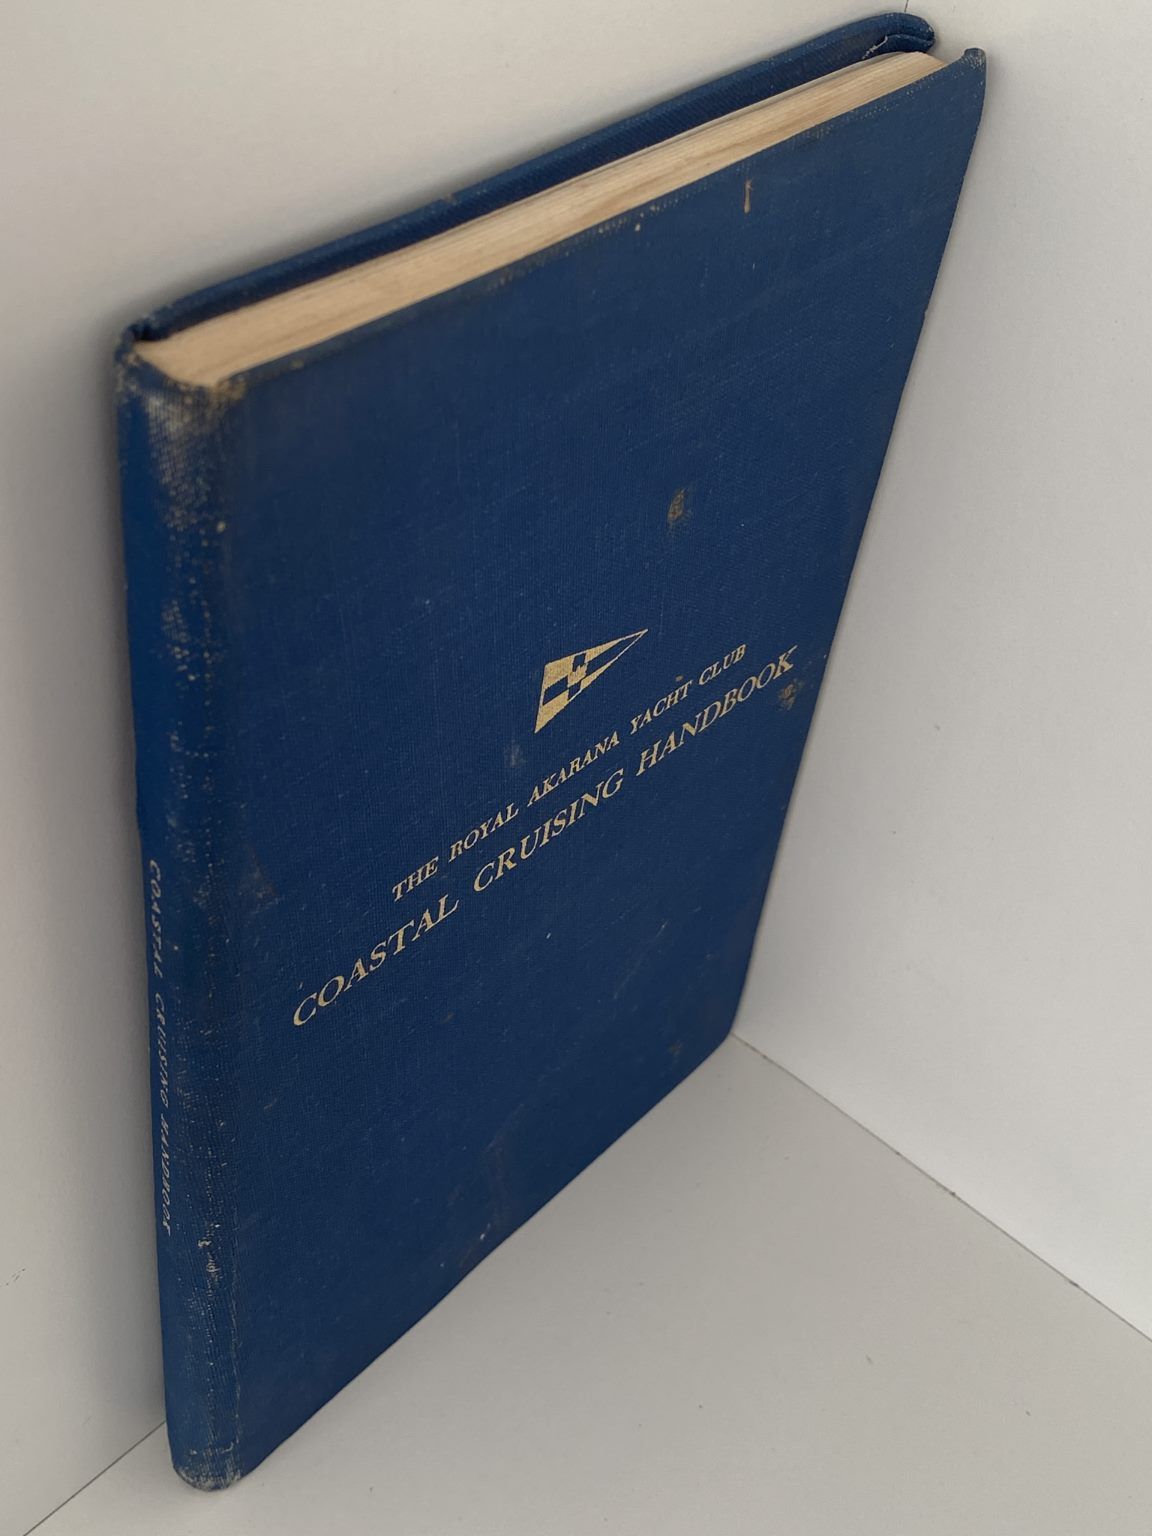 THE ROYAL AKARANA YACHT CLUB
COASTAL CRUISING HANDBOOK
COASTAL CRUISING HANDBOOK